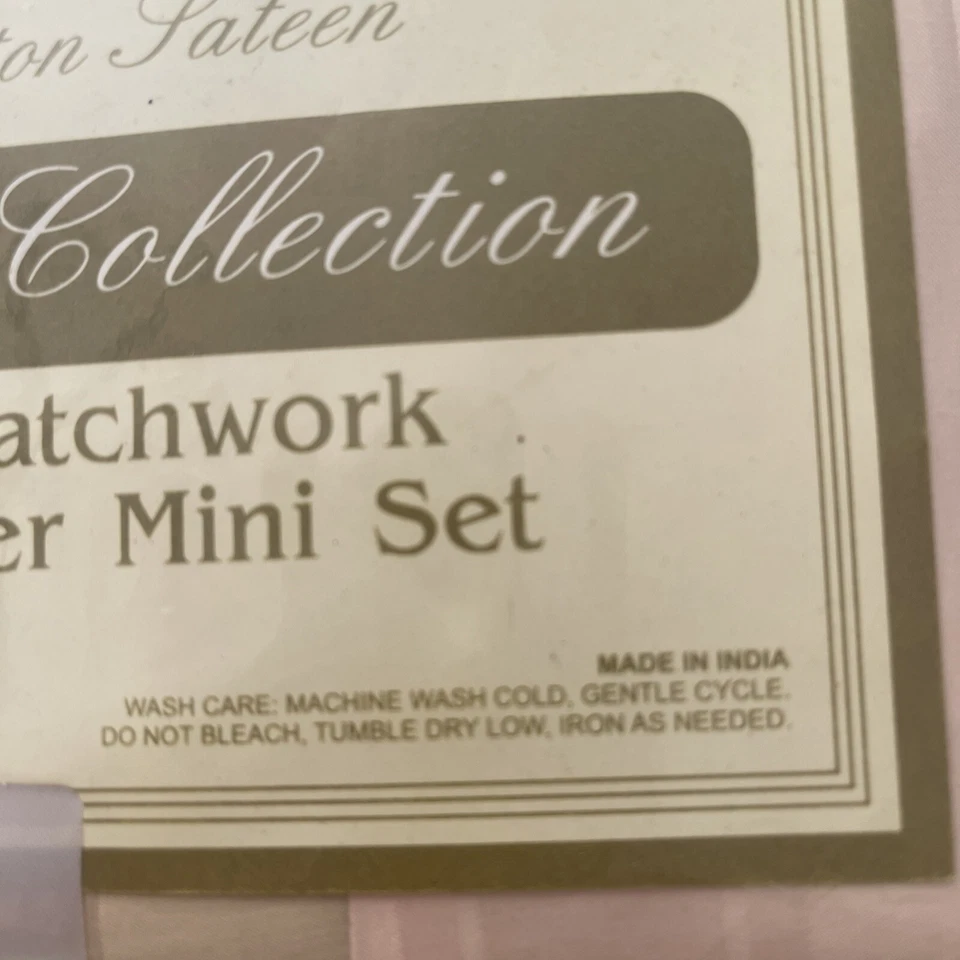 ton Sateen
Collection
atchwork
er Mini Set
MADE IN INDIA
WASH CARE: MACHINE WASH COLD, GENTLE CYCLE.
DO NOT BLEACH, TUMBLE DRY LOW, IRON AS NEEDED.